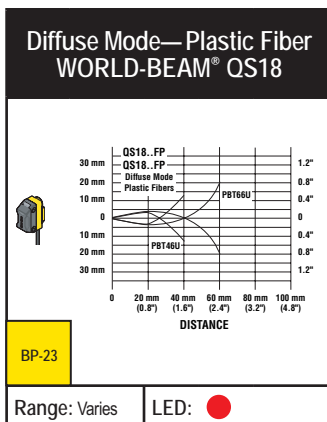 Diffuse Mode—Plastic Fiber
WORLD-BEAM® QS18
QS18..FP
QS18..FP
Diffuse Mode
Plastic Fibers
30 mm
20 mm
10 mm
0
10 mm
20 mm
30 mm
1.2"
0.8"
0.4"
0
0.4"
0.8"
1.2"
PBT66U
PBT46U
0 20 mm 40 mm 60 mm 80 mm 100 mm
(0.8") (1.6") (2.4") (3.2") (4.8")
DISTANCE
BP-23
Range: Varies LED: